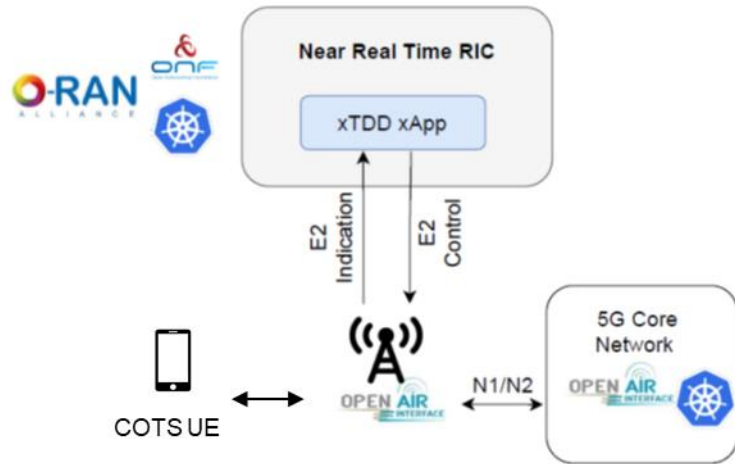 Near Real Time RIC
ONF
O-RAN
ALLIANCE
xTDD xApp
E2
Indication
E2
Control
5G Core
Network
COTS UE
OPEN AIR
INTERFACE
N1/N2
OPEN AIR
INTERFACE